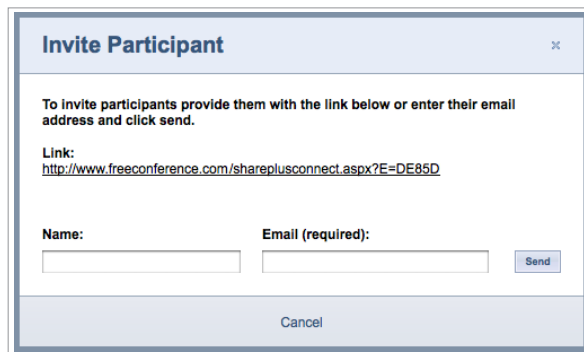 Invite Participant
To invite participants provide them with the link below or enter their email
address and click send.
Link:
http://www.freeconference.com/shareplusconnect.aspx?E=DE85D
Name: Email (required):
Send
Cancel